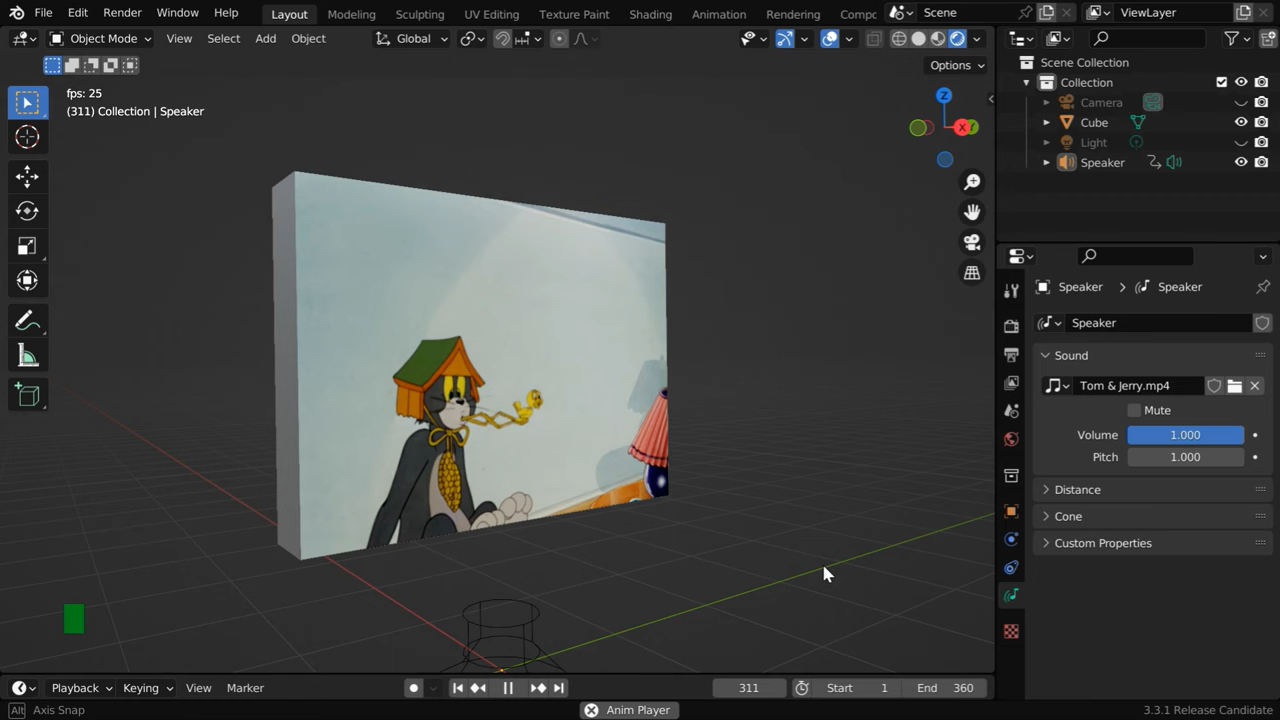 File Edit Render Window Help Layout Modeling Sculpting UV Editing Texture Paint Shading Animation Rendering Compc Scene ViewLayer
Object Mode View Select Add Object Global
Options
fps: 25
(311) Collection | Speaker
Z
X
Y
Scene Collection
Collection
Camera
Cube
Light
Speaker
Speaker Speaker
Speaker
Sound
Tom & Jerry.mp4
Mute
Volume 1.000
Pitch 1.000
Distance
Cone
Custom Properties
Playback Keying View Marker 311 Start 1 End 360
Alt Axis Snap Anim Player 3.3.1 Release Candidate